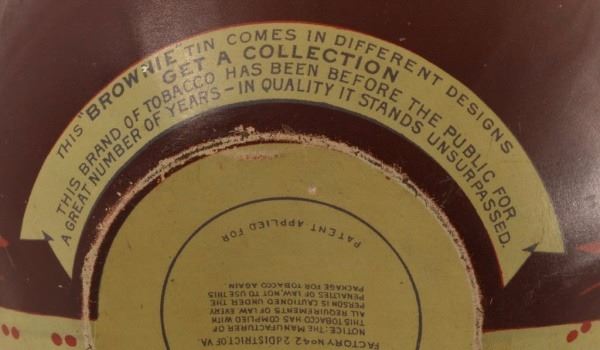 THIS "BROWNIE" TIN COMES IN DIFFERENT DESIGNS
GET A COLLECTION
THIS BRAND OF TOBACCO HAS BEEN BEFORE THE PUBLIC FOR
A GREAT NUMBER OF YEARS – IN QUALITY IT STANDS UNSURPASSED.
FACTORY No 42 2d DISTRICT OF VA.
NOTICE: THE MANUFACTURER OF
THIS TOBACCO HAS COMPLIED WITH
ALL REQUIREMENTS OF LAW. EVERY
PERSON IS CAUTIONED UNDER THE
PENALTIES OF LAW, NOT TO USE THIS
PACKAGE FOR TOBACCO AGAIN.
PATENT APPLIED FOR